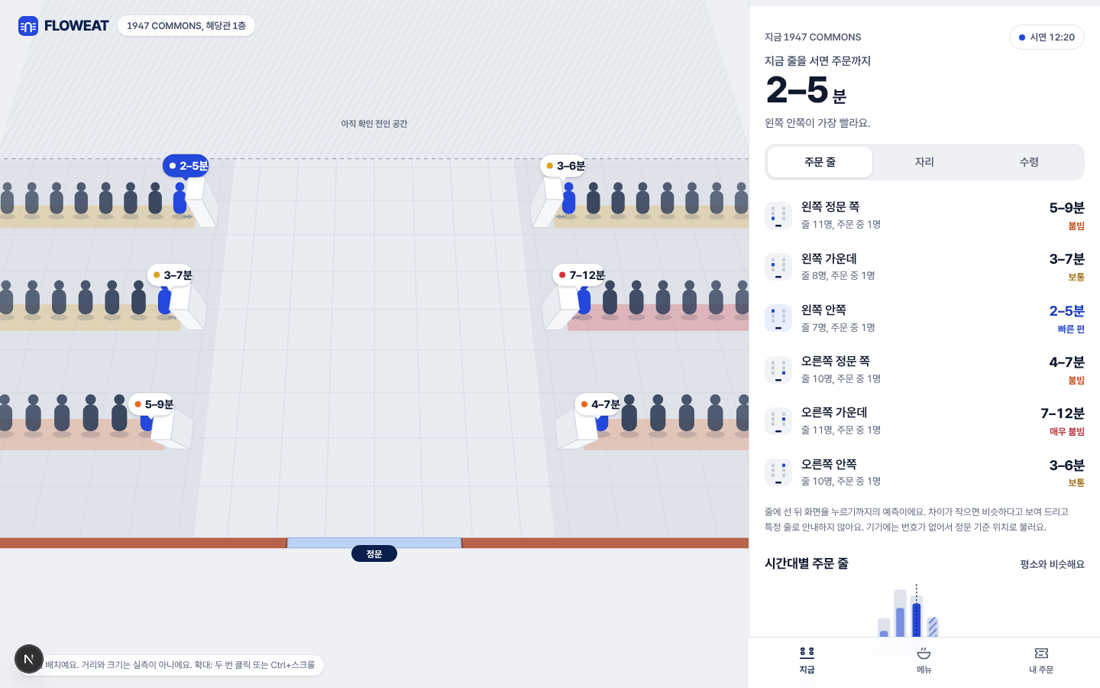 FLOWEAT
1947 COMMONS, 혜당관 1층
아직 확인 전인 공간
2–5분
3–6분
3–7분
7–12분
5–9분
4–7분
정문
N
배치예요. 거리와 크기는 실측이 아니에요. 확대: 두 번 클릭 또는 Ctrl+스크롤
지금 1947 COMMONS
시연 12:20
지금 줄을 서면 주문까지
2–5 분
왼쪽 안쪽이 가장 빨라요.
주문 줄
자리
수령
왼쪽 정문 쪽
줄 11명, 주문 중 1명
5–9분
붐빔
왼쪽 가운데
줄 8명, 주문 중 1명
3–7분
보통
왼쪽 안쪽
줄 7명, 주문 중 1명
2–5분
빠른 편
오른쪽 정문 쪽
줄 10명, 주문 중 1명
4–7분
붐빔
오른쪽 가운데
줄 11명, 주문 중 1명
7–12분
매우 붐빔
오른쪽 안쪽
줄 10명, 주문 중 1명
3–6분
보통
줄에 선 뒤 화면을 누르기까지의 예측이에요. 차이가 작으면 비슷하다고 보여 드리고
특정 줄로 안내하지 않아요. 기기에는 번호가 없어서 정문 기준 위치로 불러요.
시간대별 주문 줄
평소와 비슷해요
지금
메뉴
내 주문